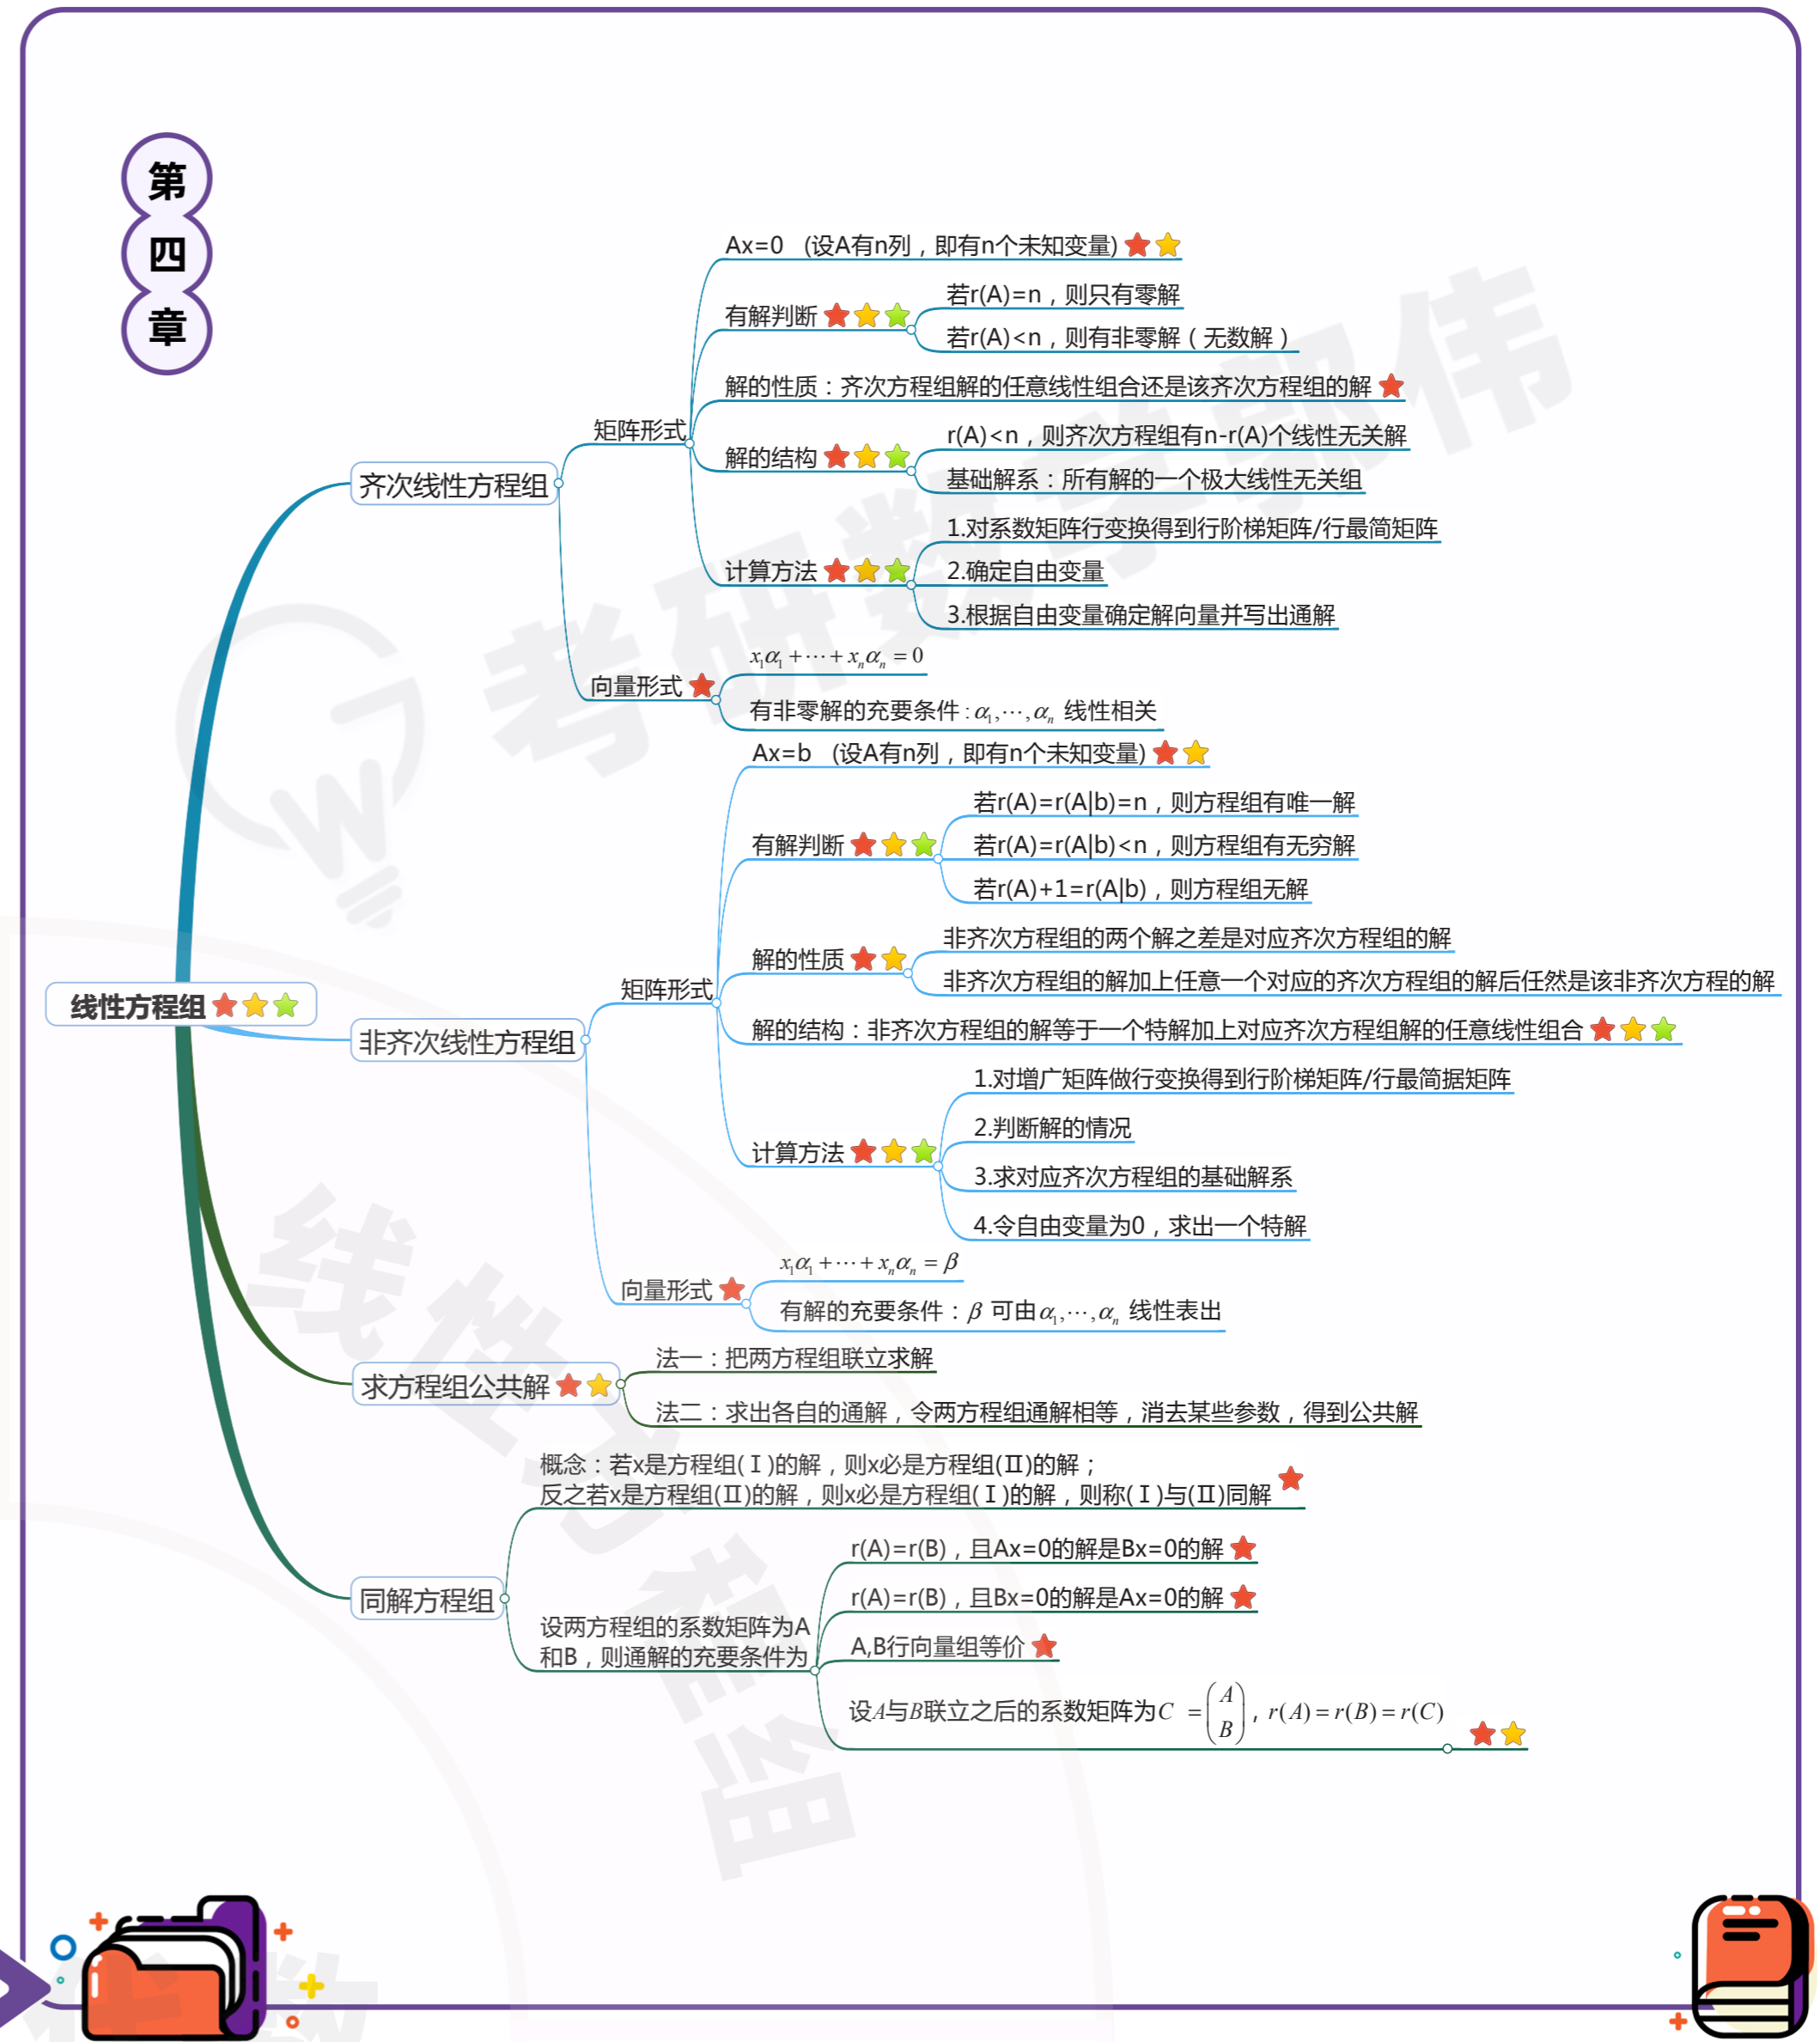 第
四
章
Ax=0 (设A有n列，即有n个未知变量)
有解判断
若r(A)=n，则只有零解
若r(A)<n，则有非零解（无数解）
解的性质：齐次方程组解的任意线性组合还是该齐次方程组的解
矩阵形式
解的结构
r(A)<n，则齐次方程组有n-r(A)个线性无关解
基础解系：所有解的一个极大线性无关组
齐次线性方程组
计算方法
1.对系数矩阵行变换得到行阶梯矩阵/行最简矩阵
2.确定自由变量
3.根据自由变量确定解向量并写出通解
向量形式
x₁α₁+⋯+xₙαₙ=0
有非零解的充要条件:α₁,⋯,αₙ 线性相关
Ax=b (设A有n列，即有n个未知变量)
有解判断
若r(A)=r(A|b)=n，则方程组有唯一解
若r(A)=r(A|b)<n，则方程组有无穷解
若r(A)+1=r(A|b)，则方程组无解
解的性质
非齐次方程组的两个解之差是对应齐次方程组的解
非齐次方程组的解加上任意一个对应的齐次方程组的解后任然是该非齐次方程的解
矩阵形式
线性方程组
非齐次线性方程组
解的结构：非齐次方程组的解等于一个特解加上对应齐次方程组解的任意线性组合
计算方法
1.对增广矩阵做行变换得到行阶梯矩阵/行最简据矩阵
2.判断解的情况
3.求对应齐次方程组的基础解系
4.令自由变量为0，求出一个特解
向量形式
x₁α₁+⋯+xₙαₙ=β
有解的充要条件：β 可由α₁,⋯,αₙ 线性表出
求方程组公共解
法一：把两方程组联立求解
法二：求出各自的通解，令两方程组通解相等，消去某些参数，得到公共解
概念：若x是方程组(Ⅰ)的解，则x必是方程组(Ⅱ)的解；
反之若x是方程组(Ⅱ)的解，则x必是方程组(Ⅰ)的解，则称(Ⅰ)与(Ⅱ)同解
同解方程组
设两方程组的系数矩阵为A
和B，则通解的充要条件为
r(A)=r(B)，且Ax=0的解是Bx=0的解
r(A)=r(B)，且Bx=0的解是Ax=0的解
A,B行向量组等价
设A与B联立之后的系数矩阵为C =(A B)，r(A)=r(B)=r(C)
考研数学郭伟
线性方程组